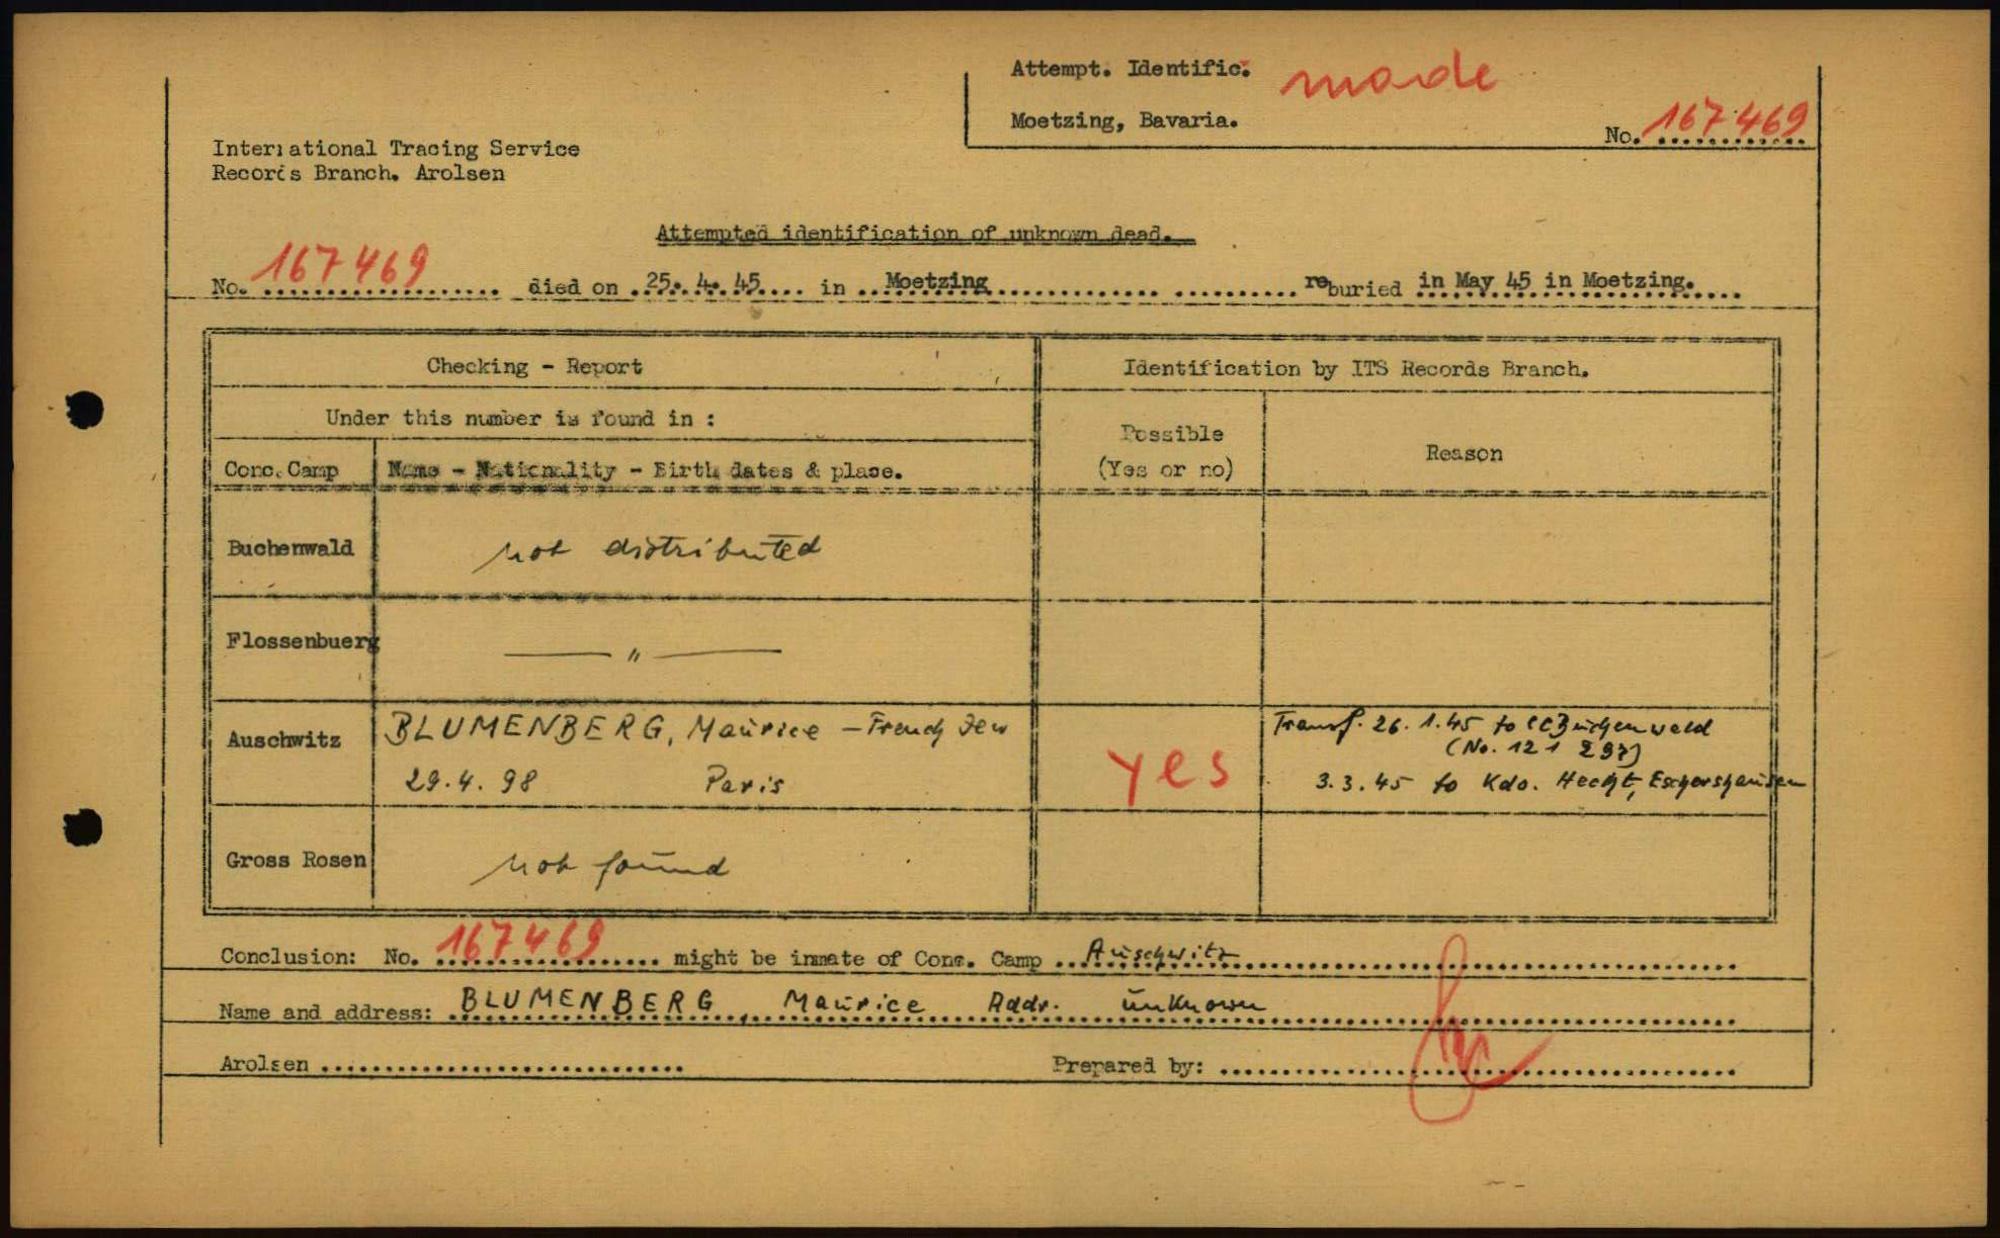 Attempt. Identific. made
Moetzing, Bavaria.
No. 167469
International Tracing Service
Records Branch. Arolsen
Attempted identification of unknown dead.
No. 167469 died on 25. 4. 45 in Moetzing reburied in May 45 in Moetzing.
Checking - Report
Identification by ITS Records Branch.
Under this number is found in :
Possible
(Yes or no)
Reason
Conc. Camp
Name - Nationality - Birth dates & place.
Buchenwald not distributed
Flossenbuerg — " —
Auschwitz
BLUMENBERG, Maurice - French Jew
29.4.98 Paris
yes
Transf. 26.1.45 to CC Buchenwald
(No. 121 297)
3.3.45 to Kdo. Hecht, Eschershausen
Gross Rosen not found
Conclusion: No. 167469 might be inmate of Conc. Camp Auschwitz
Name and address: BLUMENBERG, Maurice Addr. unknown
Arolsen
Prepared by: